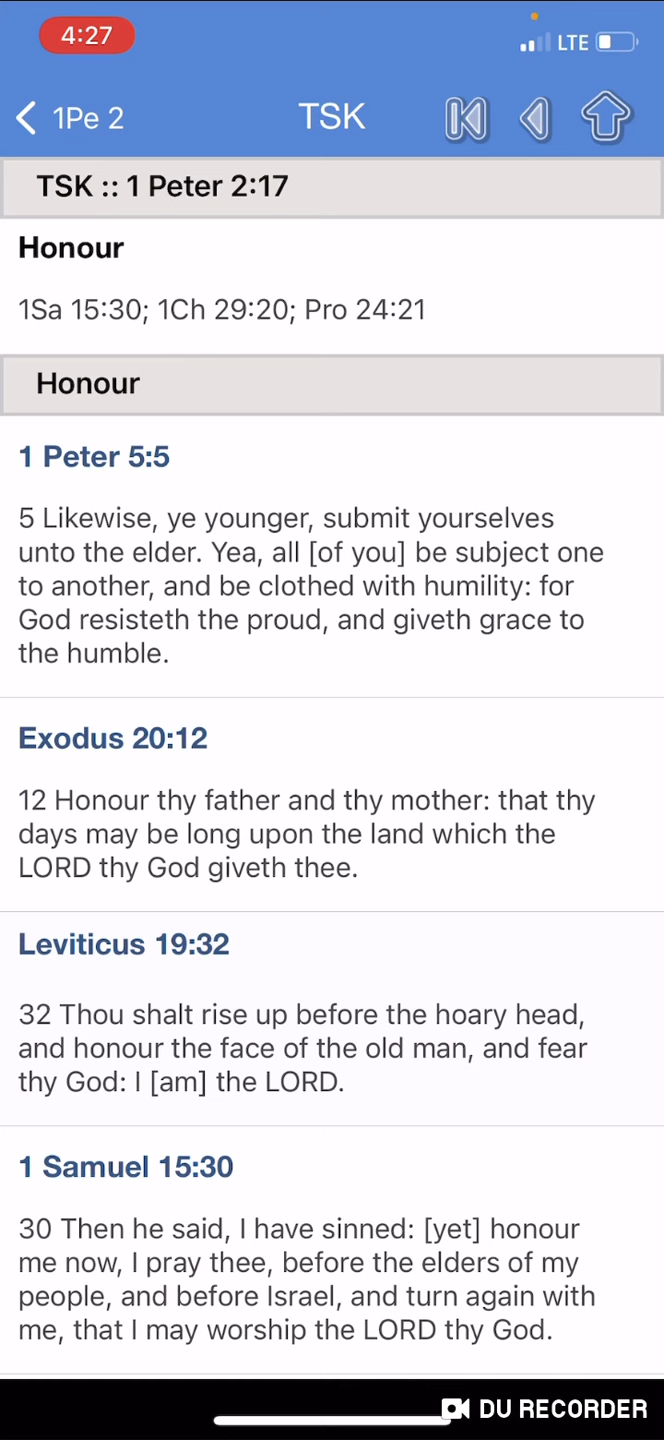 4:27
LTE
1Pe 2
TSK
TSK :: 1 Peter 2:17
Honour
1Sa 15:30; 1Ch 29:20; Pro 24:21
Honour
1 Peter 5:5
5 Likewise, ye younger, submit yourselves
unto the elder. Yea, all [of you] be subject one
to another, and be clothed with humility: for
God resisteth the proud, and giveth grace to
the humble.
Exodus 20:12
12 Honour thy father and thy mother: that thy
days may be long upon the land which the
LORD thy God giveth thee.
Leviticus 19:32
32 Thou shalt rise up before the hoary head,
and honour the face of the old man, and fear
thy God: I [am] the LORD.
1 Samuel 15:30
30 Then he said, I have sinned: [yet] honour
me now, I pray thee, before the elders of my
people, and before Israel, and turn again with
me, that I may worship the LORD thy God.
DU RECORDER